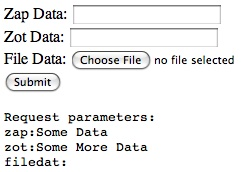 Zap Data:
Zot Data:
File Data: Choose File no file selected
Submit
Request parameters:
zap:Some Data
zot:Some More Data
filedat: